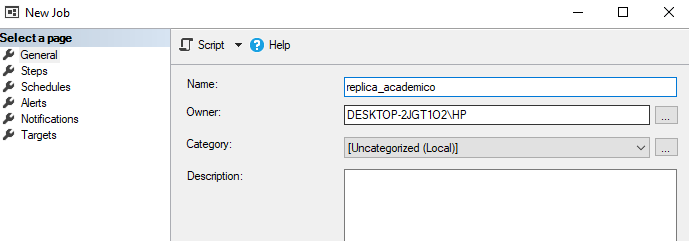 New Job
Select a page
General
Steps
Schedules
Alerts
Notifications
Targets
Script
Help
Name:
replica_academico
Owner:
DESKTOP-2JGT1O2\HP
...
Category:
[Uncategorized (Local)]
...
Description: